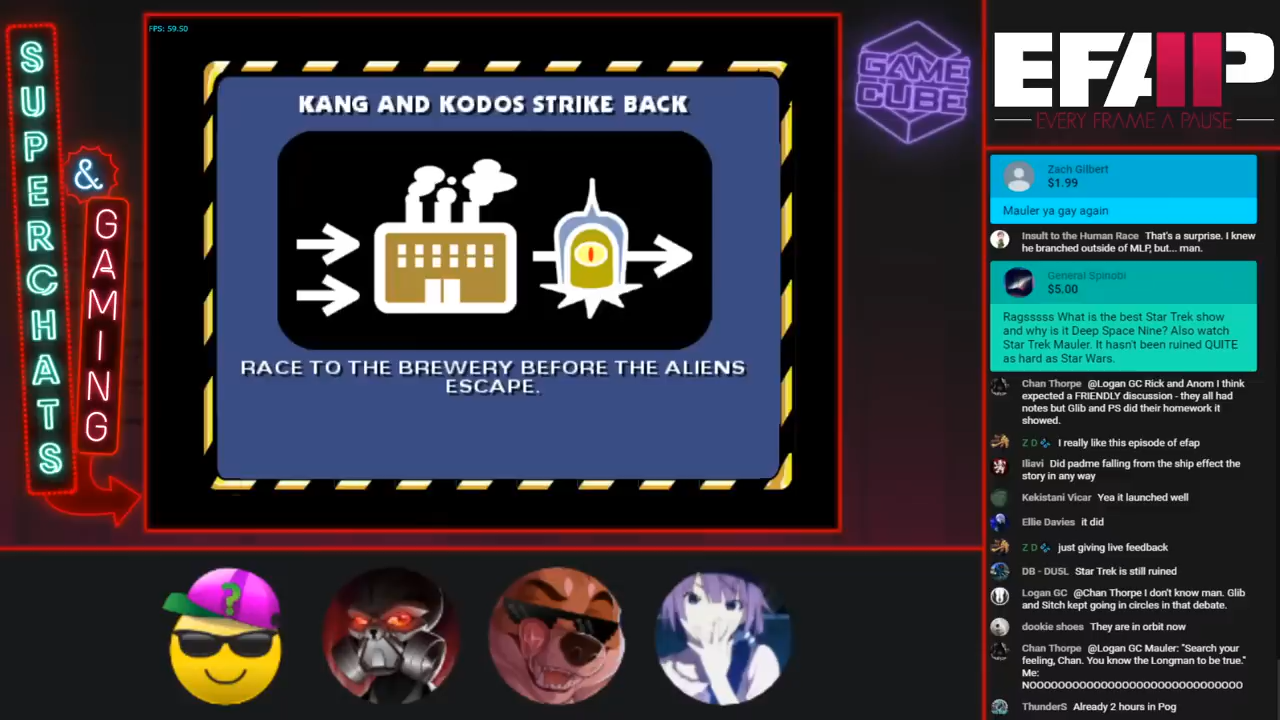 SUPERCHATS
&
GAMING
FPS: 59.50
KANG AND KODOS STRIKE BACK
RACE TO THE BREWERY BEFORE THE ALIENS
ESCAPE.
?
GAME
CUBE
EFAP
EVERY FRAME A PAUSE
Zach Gilbert
$1.99
Mauler ya gay again
Insult to the Human Race That's a surprise. I knew
he branched outside of MLP, but... man.
General Spinobi
$5.00
Ragsssss What is the best Star Trek show
and why is it Deep Space Nine? Also watch
Star Trek Mauler. It hasn't been ruined QUITE
as hard as Star Wars.
Chan Thorpe @Logan GC Rick and Anom I think
expected a FRIENDLY discussion - they all had
notes but Glib and PS did their homework it
showed.
Z D I really like this episode of efap
Iliavi Did padme falling from the ship effect the
story in any way
Kekistani Vicar Yea it launched well
Ellie Davies it did
Z D just giving live feedback
DB - DU5L Star Trek is still ruined
Logan GC @Chan Thorpe I don't know man. Glib
and Sitch kept going in circles in that debate.
dookie shoes They are in orbit now
Chan Thorpe @Logan GC Mauler: "Search your
feeling, Chan. You know the Longman to be true."
Me:
NOOOOOOOOOOOOOOOOOOOOOOOOOOOOOO
ThunderS Already 2 hours in Pog